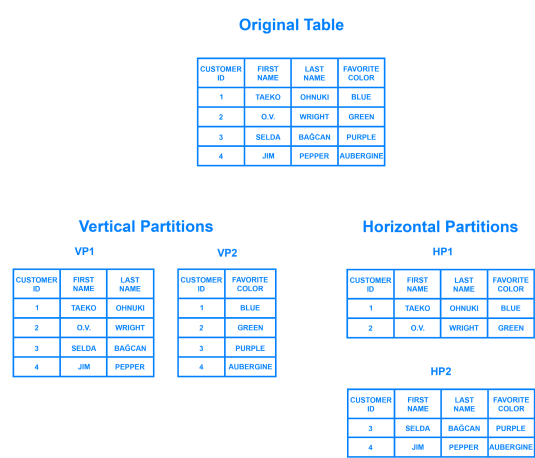 Original Table
CUSTOMER ID FIRST NAME LAST NAME FAVORITE COLOR
1 TAEKO OHNUKI BLUE
2 O.V. WRIGHT GREEN
3 SELDA BAĞCAN PURPLE
4 JIM PEPPER AUBERGINE
Vertical Partitions
VP1
CUSTOMER ID FIRST NAME LAST NAME
1 TAEKO OHNUKI
2 O.V. WRIGHT
3 SELDA BAĞCAN
4 JIM PEPPER
VP2
CUSTOMER ID FAVORITE COLOR
1 BLUE
2 GREEN
3 PURPLE
4 AUBERGINE
Horizontal Partitions
HP1
CUSTOMER ID FIRST NAME LAST NAME FAVORITE COLOR
1 TAEKO OHNUKI BLUE
2 O.V. WRIGHT GREEN
HP2
CUSTOMER ID FIRST NAME LAST NAME FAVORITE COLOR
3 SELDA BAĞCAN PURPLE
4 JIM PEPPER AUBERGINE